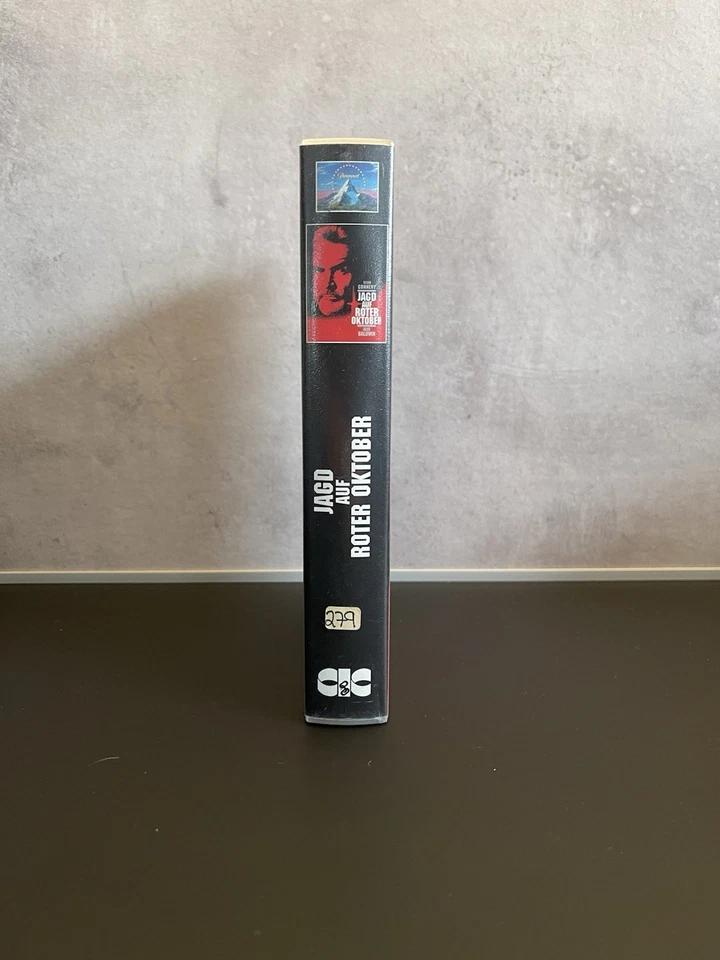 Paramount
SEAN
CONNERY
JAGD
AUF
ROTER
OKTOBER
ALEC
BALDWIN
JAGD
AUF
ROTER OKTOBER
279
CIC